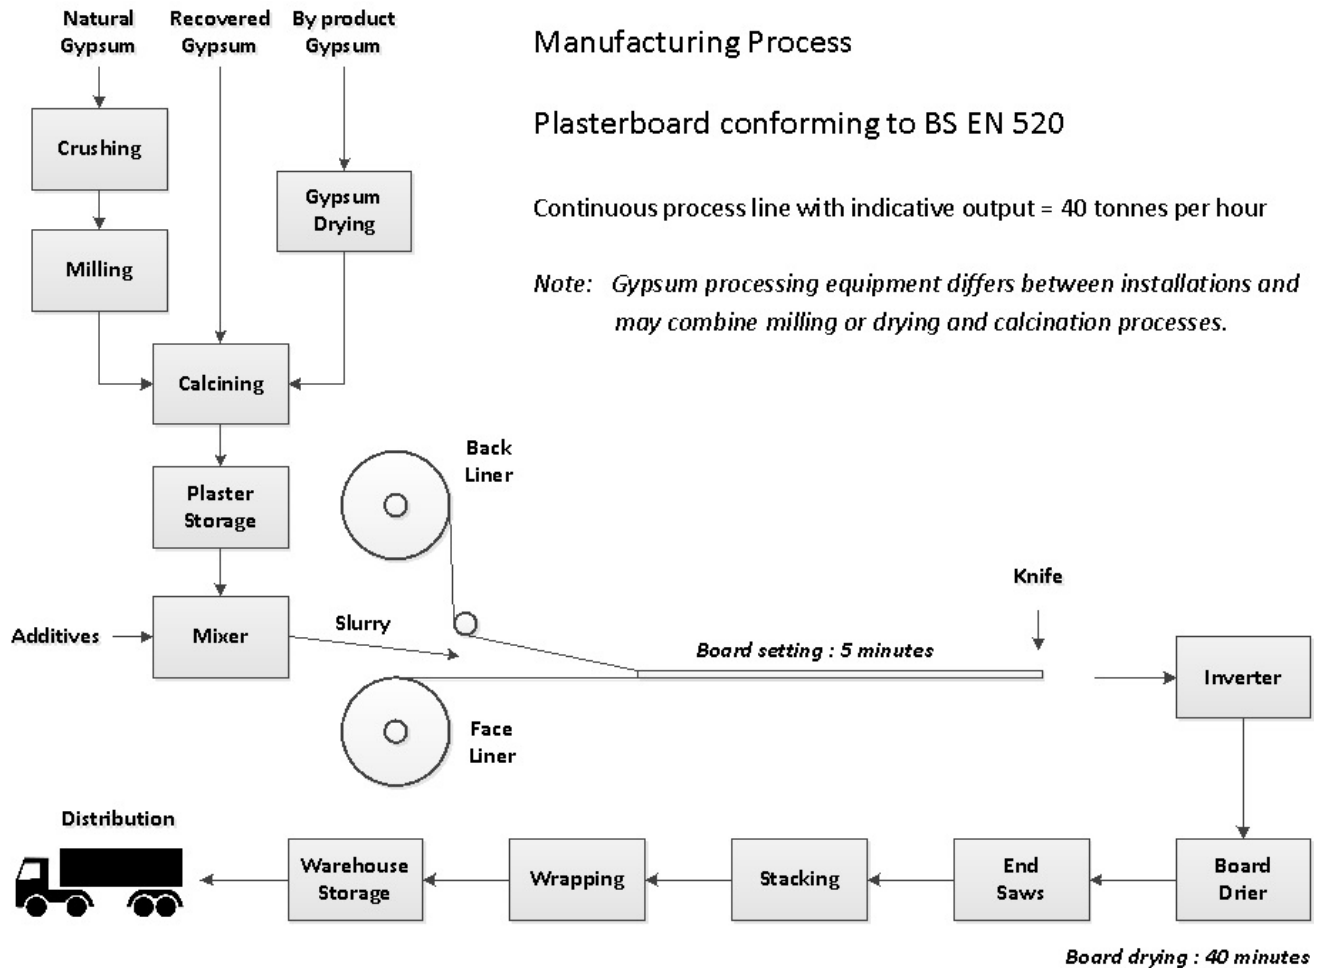 Natural
Gypsum
Recovered
Gypsum
By product
Gypsum
Manufacturing Process
Plasterboard conforming to BS EN 520
Crushing
Gypsum
Drying
Continuous process line with indicative output = 40 tonnes per hour
Milling
Note: Gypsum processing equipment differs between installations and
may combine milling or drying and calcination processes.
Calcining
Back
Liner
Plaster
Storage
Knife
Additives
Mixer
Slurry
Board setting : 5 minutes
Inverter
Face
Liner
Distribution
Warehouse
Storage
Wrapping
Stacking
End
Saws
Board
Drier
Board drying : 40 minutes